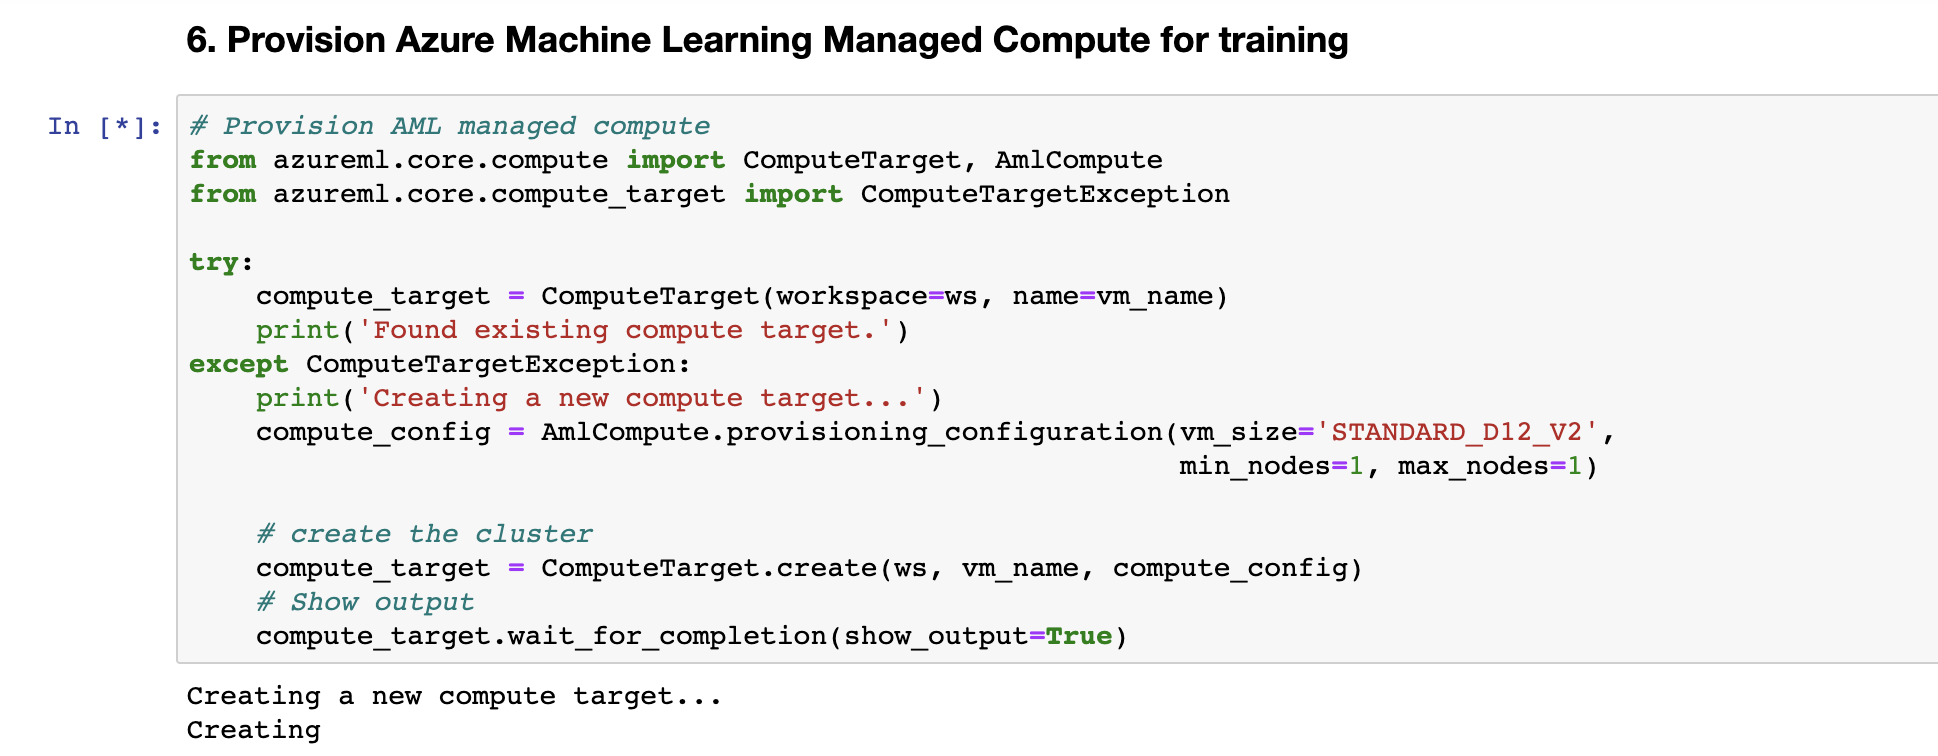 6. Provision Azure Machine Learning Managed Compute for training
In [*]:
# Provision AML managed compute
from azureml.core.compute import ComputeTarget, AmlCompute
from azureml.core.compute_target import ComputeTargetException

try:
    compute_target = ComputeTarget(workspace=ws, name=vm_name)
    print('Found existing compute target.')
except ComputeTargetException:
    print('Creating a new compute target...')
    compute_config = AmlCompute.provisioning_configuration(vm_size='STANDARD_D12_V2',
                                                           min_nodes=1, max_nodes=1)

    # create the cluster
    compute_target = ComputeTarget.create(ws, vm_name, compute_config)
    # Show output
    compute_target.wait_for_completion(show_output=True)
Creating a new compute target...
Creating